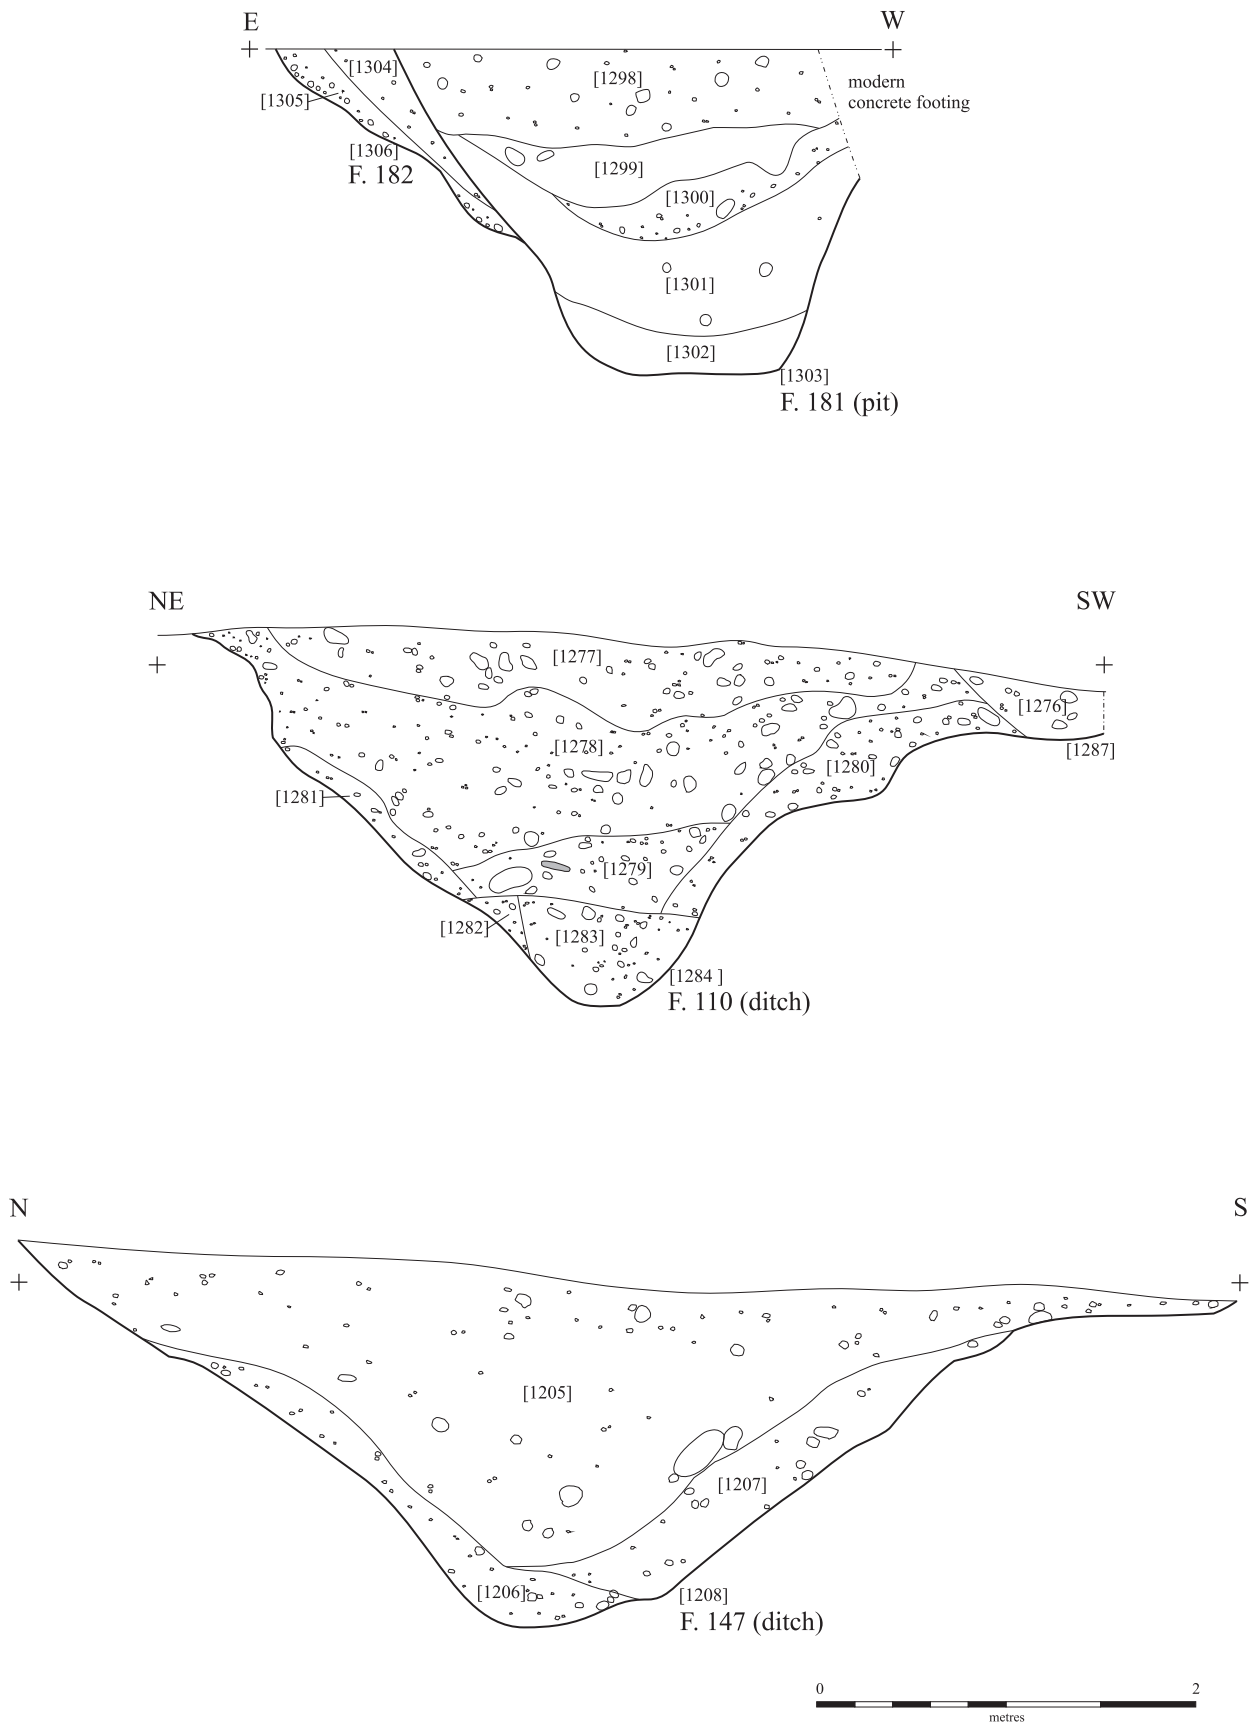 E
W
[1304]
[1298]
modern
concrete footing
[1305]
[1306]
F. 182
[1299]
[1300]
[1301]
[1302]
[1303]
F. 181 (pit)
NE
SW
[1277]
[1276]
[1278]
[1287]
[1280]
[1281]
[1279]
[1282]
[1283]
[1284 ]
F. 110 (ditch)
N
S
[1205]
[1207]
[1206]
[1208]
F. 147 (ditch)
0
2
metres